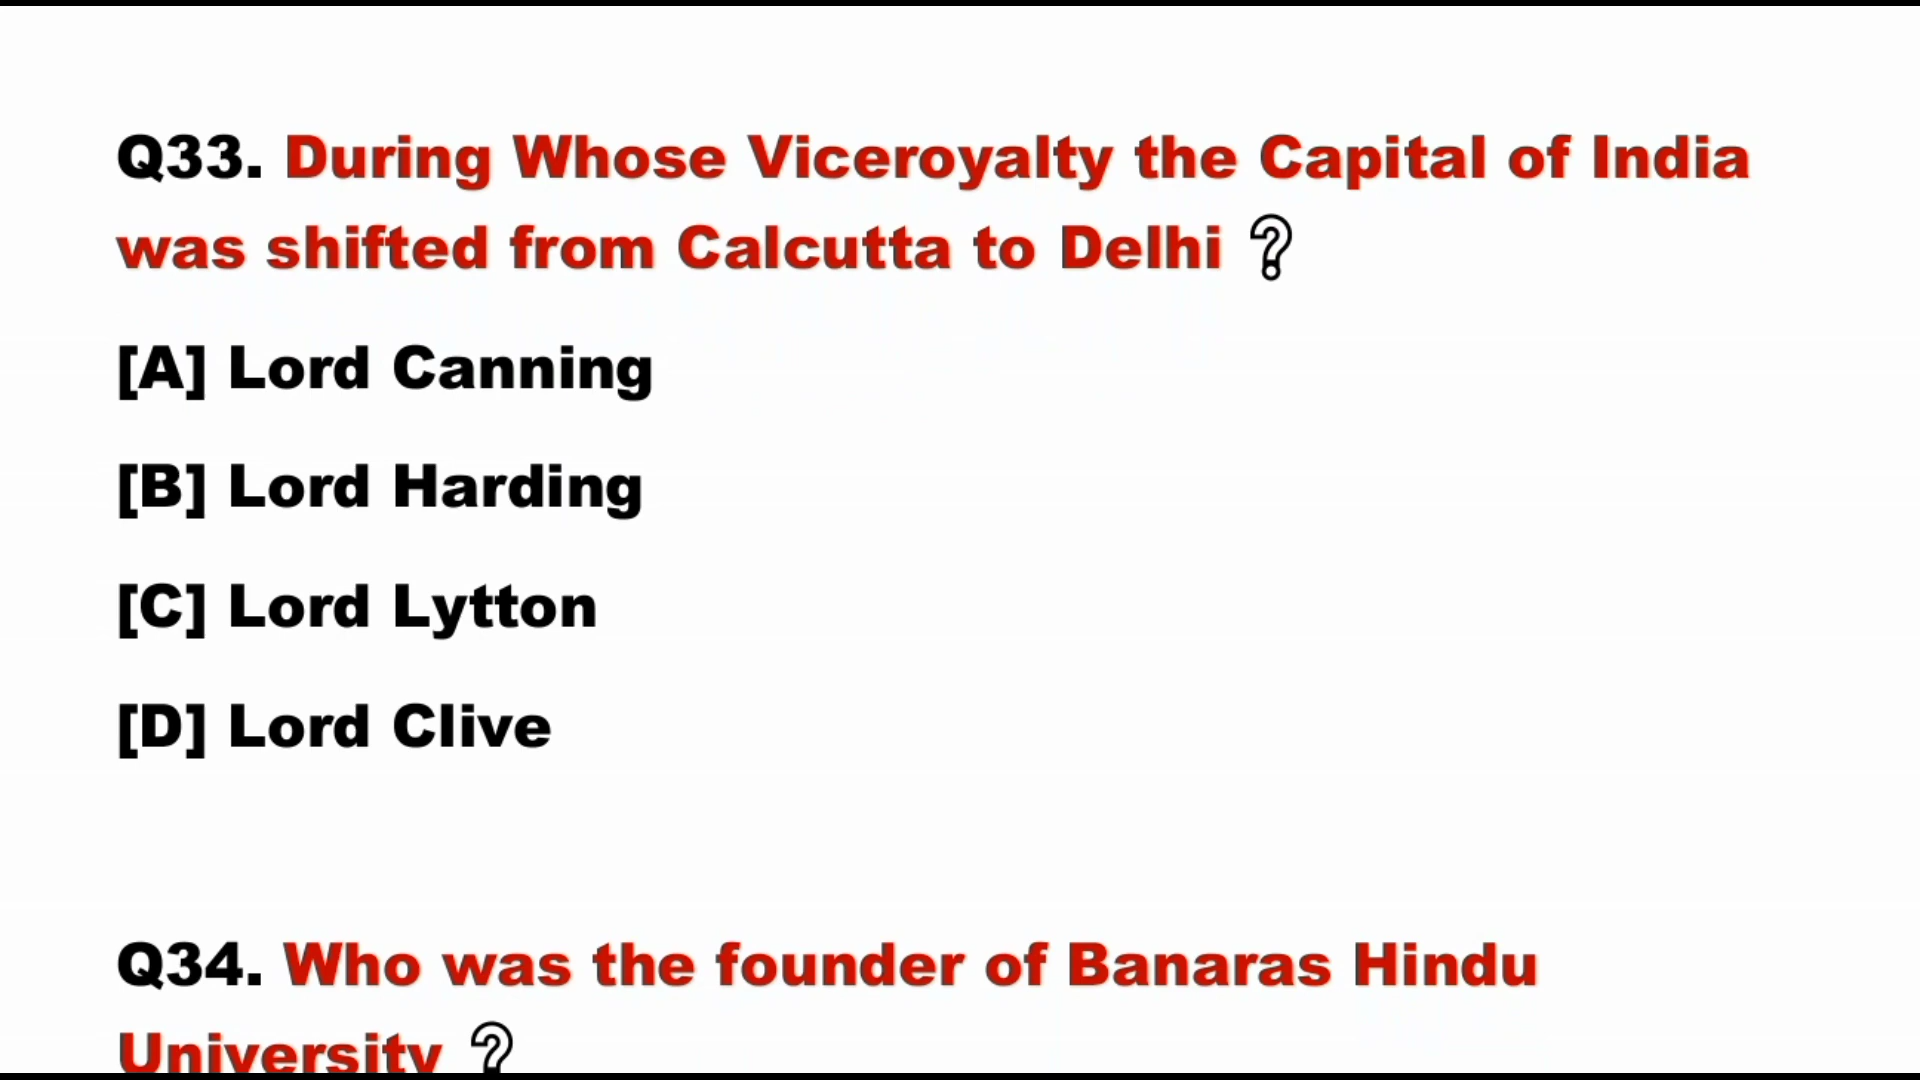 Q33. During Whose Viceroyalty the Capital of India
was shifted from Calcutta to Delhi ?
[A] Lord Canning
[B] Lord Harding
[C] Lord Lytton
[D] Lord Clive
Q34. Who was the founder of Banaras Hindu
University ?